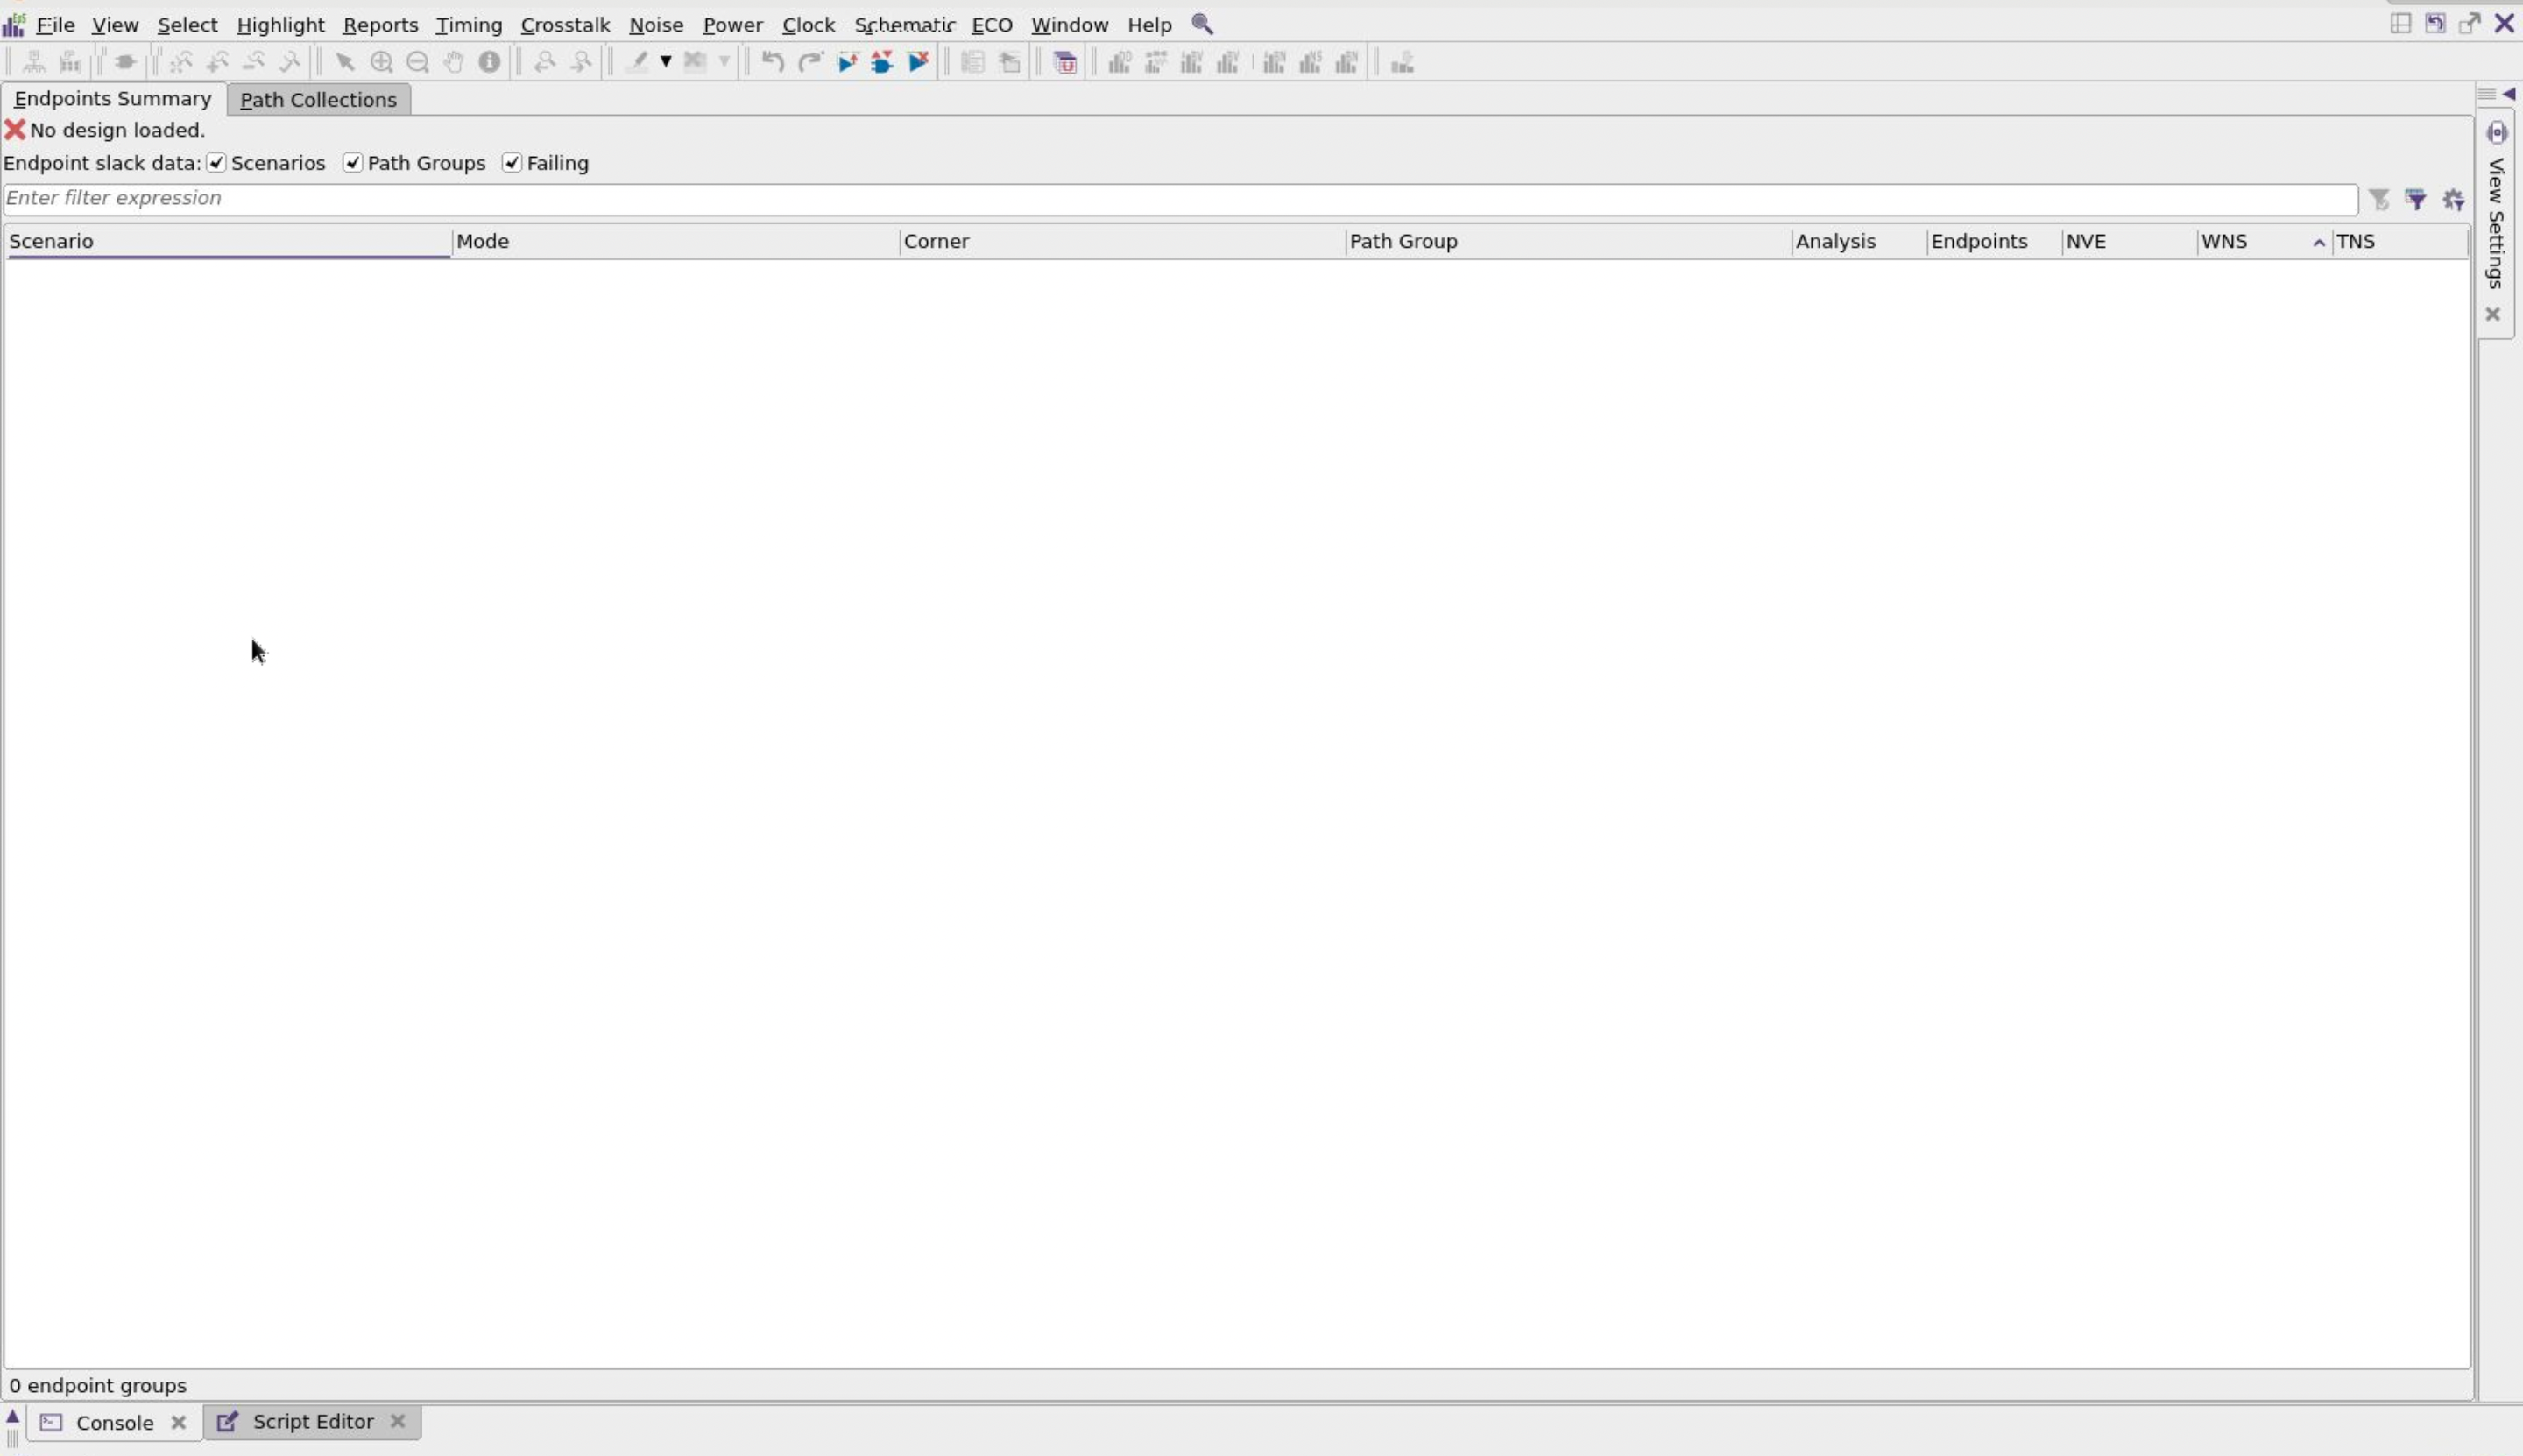 File View Select Highlight Reports Timing Crosstalk Noise Power Clock Schematic ECO Window Help
Endpoints Summary Path Collections
No design loaded.
Endpoint slack data: Scenarios Path Groups Failing
Enter filter expression
Scenario Mode Corner Path Group Analysis Endpoints NVE WNS TNS
View Settings
0 endpoint groups
Console Script Editor